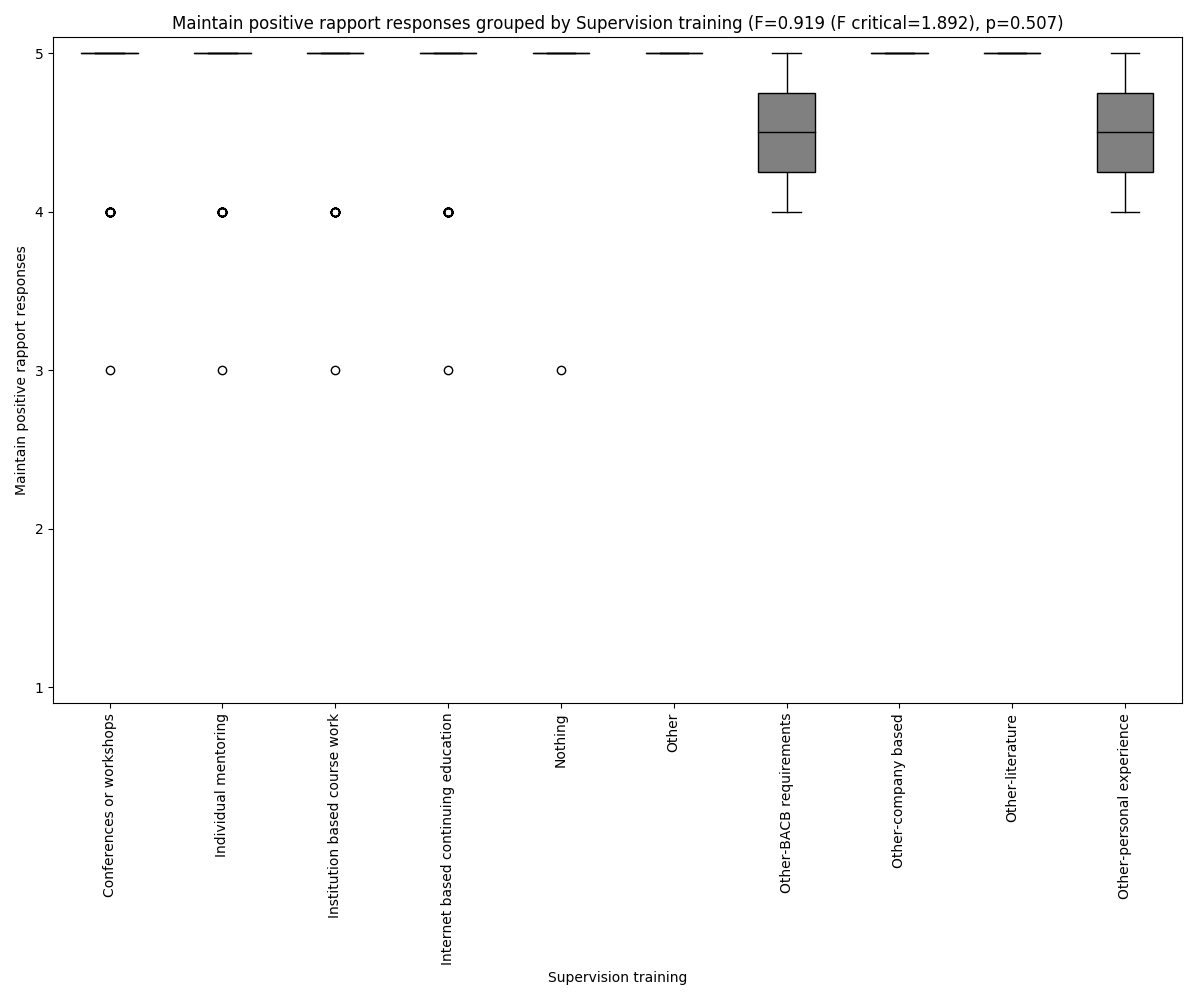 Maintain positive rapport responses grouped by Supervision training (F=0.919 (F critical=1.892), p=0.507)
Maintain positive rapport responses
5
4
3
2
1
Conferences or workshops
Individual mentoring
Institution based course work
Internet based continuing education
Nothing
Other
Other-BACB requirements
Other-company based
Other-literature
Other-personal experience
Supervision training